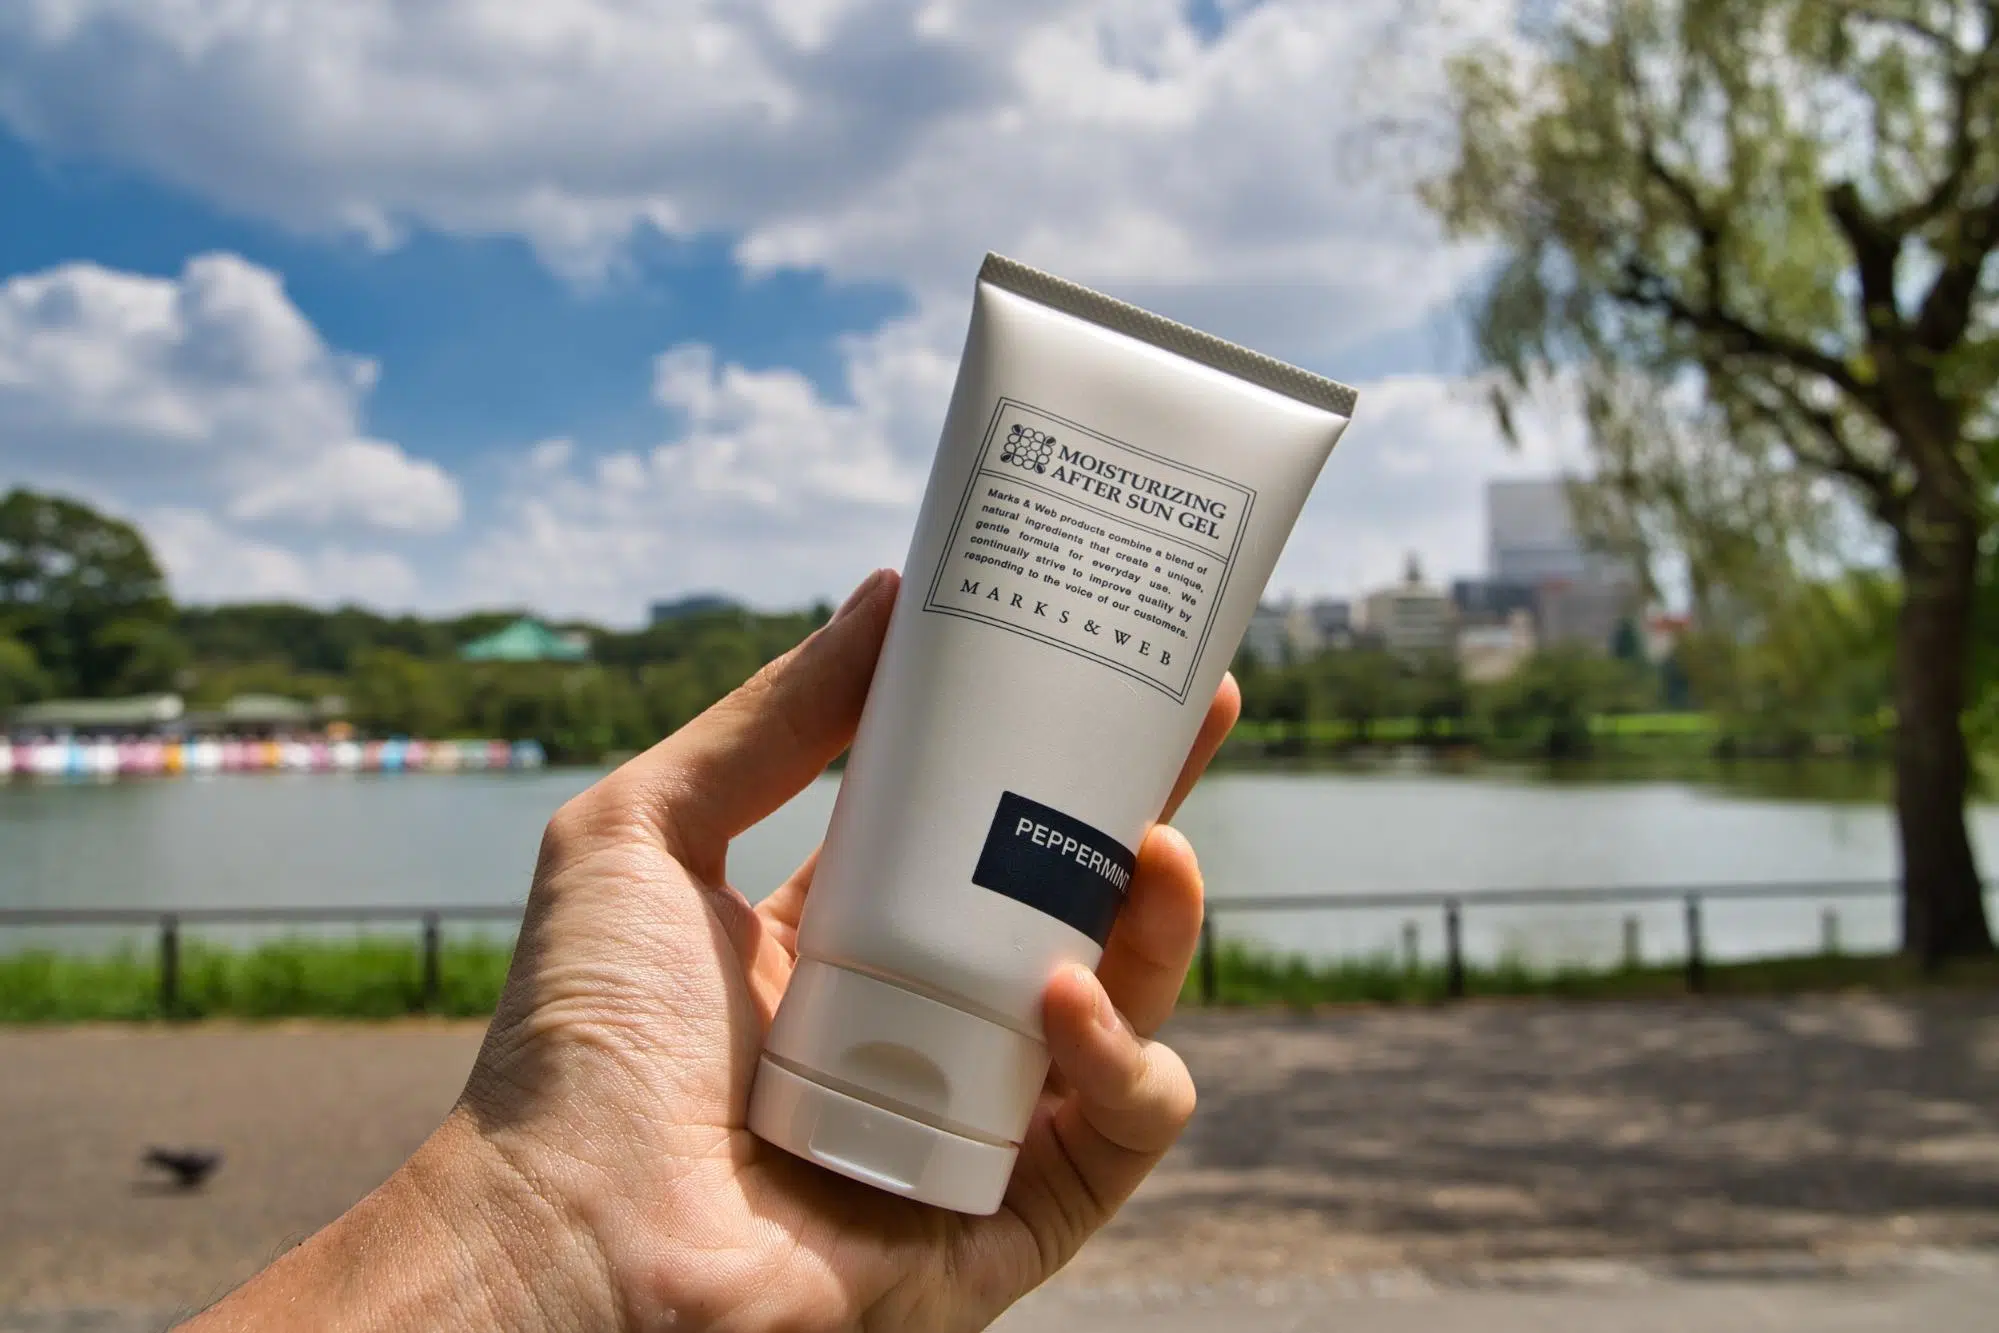 MOISTURIZING
AFTER SUN GEL
Marks & Web products combine a blend of
natural ingredients that create a unique,
gentle formula for everyday use. We
continually strive to improve quality by
responding to the voice of our customers.
MARKS & WEB
PEPPERMINT